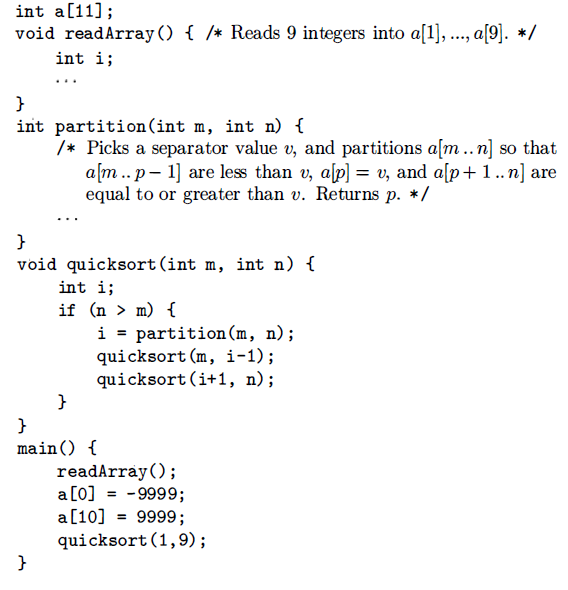 int a[11];
void readArray() { /* Reads 9 integers into a[1], ..., a[9]. */
    int i;
    ...
}
int partition(int m, int n) {
    /* Picks a separator value v, and partitions a[m .. n] so that
       a[m .. p − 1] are less than v, a[p] = v, and a[p + 1 .. n] are
       equal to or greater than v. Returns p. */
    ...
}
void quicksort(int m, int n) {
    int i;
    if (n > m) {
        i = partition(m, n);
        quicksort(m, i-1);
        quicksort(i+1, n);
    }
}
main() {
    readArray();
    a[0] = -9999;
    a[10] = 9999;
    quicksort(1,9);
}